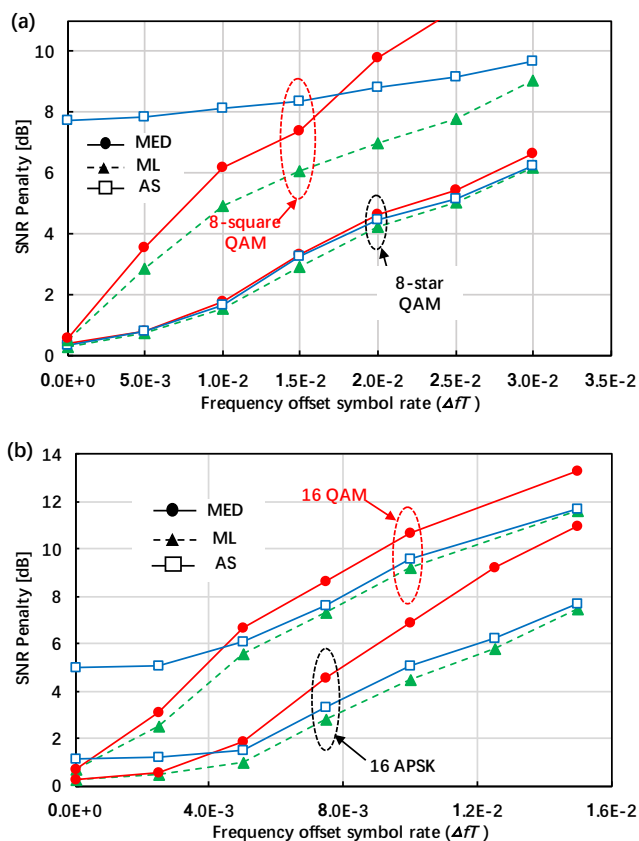 (a)
10
8
6
4
2
0
SNR Penalty [dB]
MED
ML
AS
8-square
QAM
8-star
QAM
0.0E+0 5.0E-3 1.0E-2 1.5E-2 2.0E-2 2.5E-2 3.0E-2 3.5E-2
Frequency offset symbol rate (ΔfT)
(b)
14
12
10
8
6
4
2
0
SNR Penalty [dB]
MED
ML
AS
16 QAM
16 APSK
0.0E+0 4.0E-3 8.0E-3 1.2E-2 1.6E-2
Frequency offset symbol rate (ΔfT)